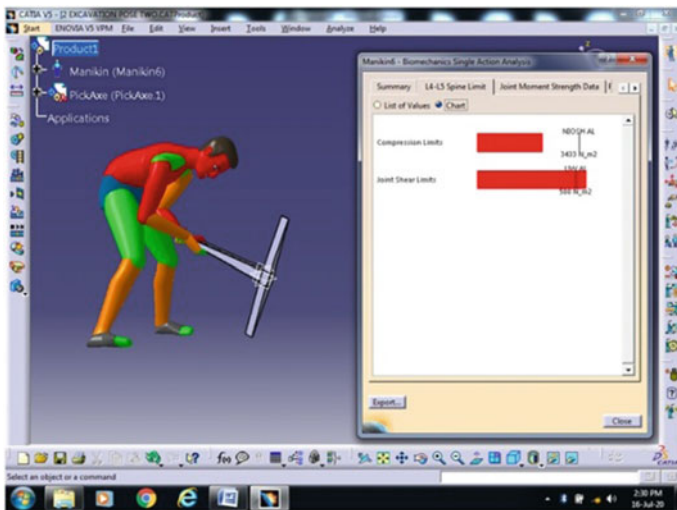 CATIA V5 - [J2 EXCAVATION POSE TWO.CATProduct]
Start ENOVIA V5 VPM File Edit View Insert Tools Window Analyze Help
Product1
Manikin (Manikin6)
PickAxe (PickAxe.1)
Applications
Manikin6 - Biomechanics Single Action Analysis
Summary L4-L5 Spine Limit Joint Moment Strength Data
List of Values Chart
NIOSH AL
Compression Limits
3433 N_m2
Joint Shear Limits
500 N_m2
Export...
Close
Select an object or a command
2:30 PM
16-Jul-20